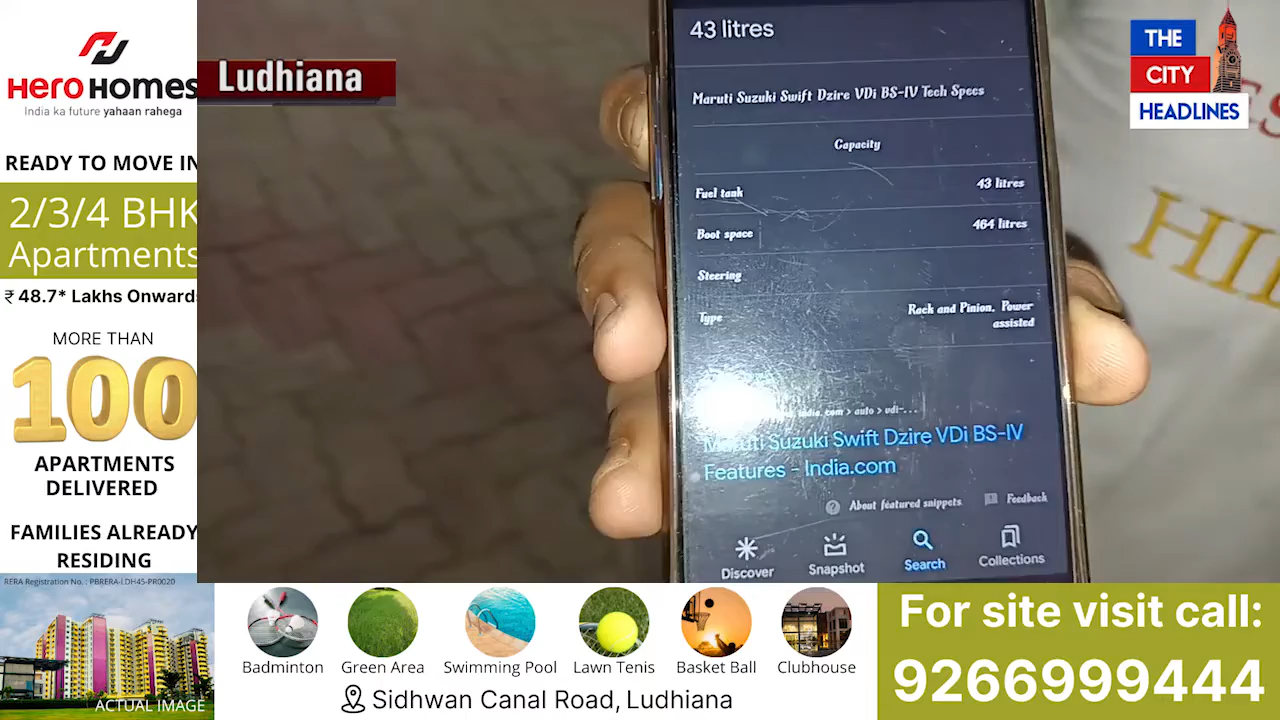 HERO HOMES
India ka future yahaan rahega
READY TO MOVE IN
2/3/4 BHK
Apartments
₹ 48.7* Lakhs Onwards
MORE THAN
100
APARTMENTS
DELIVERED
FAMILIES ALREADY
RESIDING
RERA Registration No. : PBRERA-LDH45-PR0020
ACTUAL IMAGE
Ludhiana
43 litres
Maruti Suzuki Swift Dzire VDi BS-IV Tech Specs
Capacity
Fuel tank 43 litres
Boot space 464 litres
Steering
Type Rack and Pinion, Power
assisted
india.com > auto > vdi-...
Maruti Suzuki Swift Dzire VDi BS-IV
Features - India.com
About featured snippets Feedback
Discover Snapshot Search Collections
THE
CITY
HEADLINES
Badminton Green Area Swimming Pool Lawn Tenis Basket Ball Clubhouse
Sidhwan Canal Road, Ludhiana
For site visit call:
9266999444